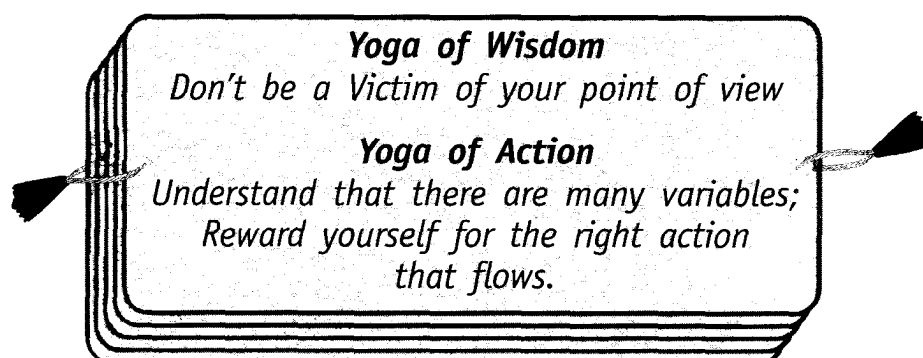 Yoga of Wisdom
Don't be a Victim of your point of view
Yoga of Action
Understand that there are many variables;
Reward yourself for the right action
that flows.